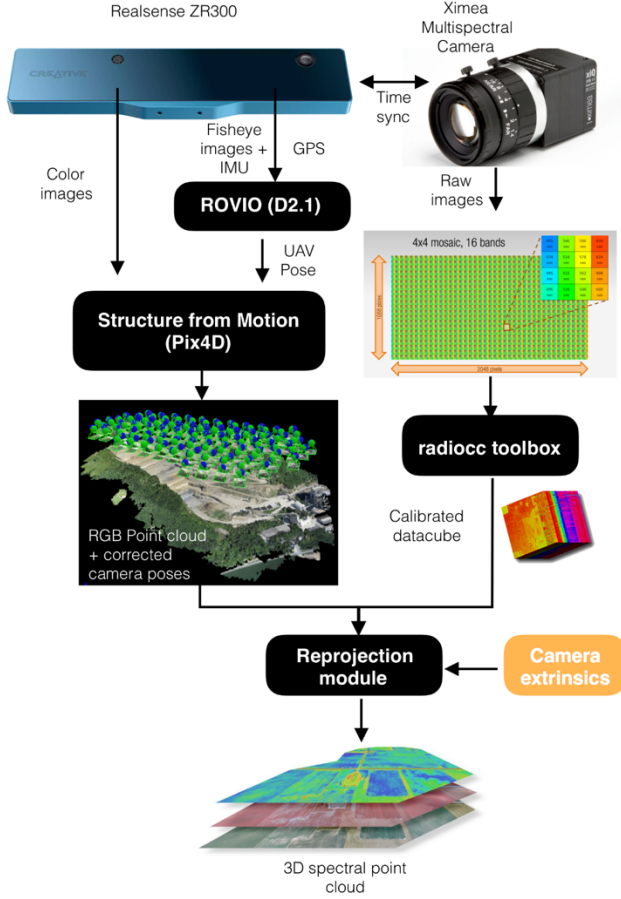 Realsense ZR300
Ximea
Multispectral
Camera
CREATIVE
Time
sync
Color
images
Fisheye
images +
IMU
GPS
Raw
images
ROVIO (D2.1)
UAV
Pose
4x4 mosaic, 16 bands
2048 pixels
Structure from Motion
(Pix4D)
radiocc toolbox
RGB Point cloud
+ corrected
camera poses
Calibrated
datacube
Reprojection
module
Camera
extrinsics
3D spectral point
cloud